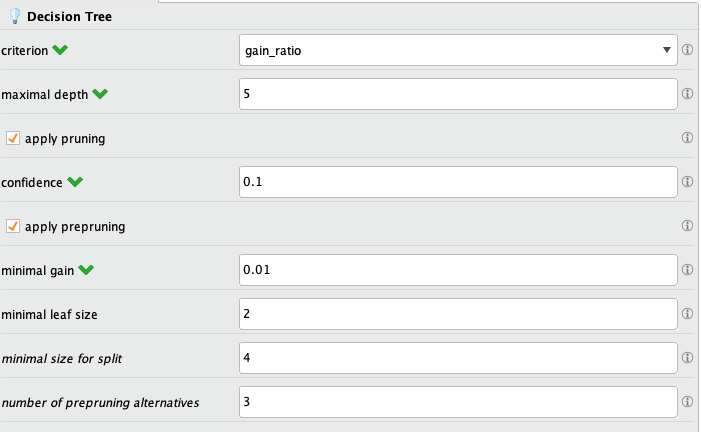 Decision Tree
criterion gain_ratio
maximal depth 5
apply pruning
confidence 0.1
apply prepruning
minimal gain 0.01
minimal leaf size 2
minimal size for split 4
number of prepruning alternatives 3